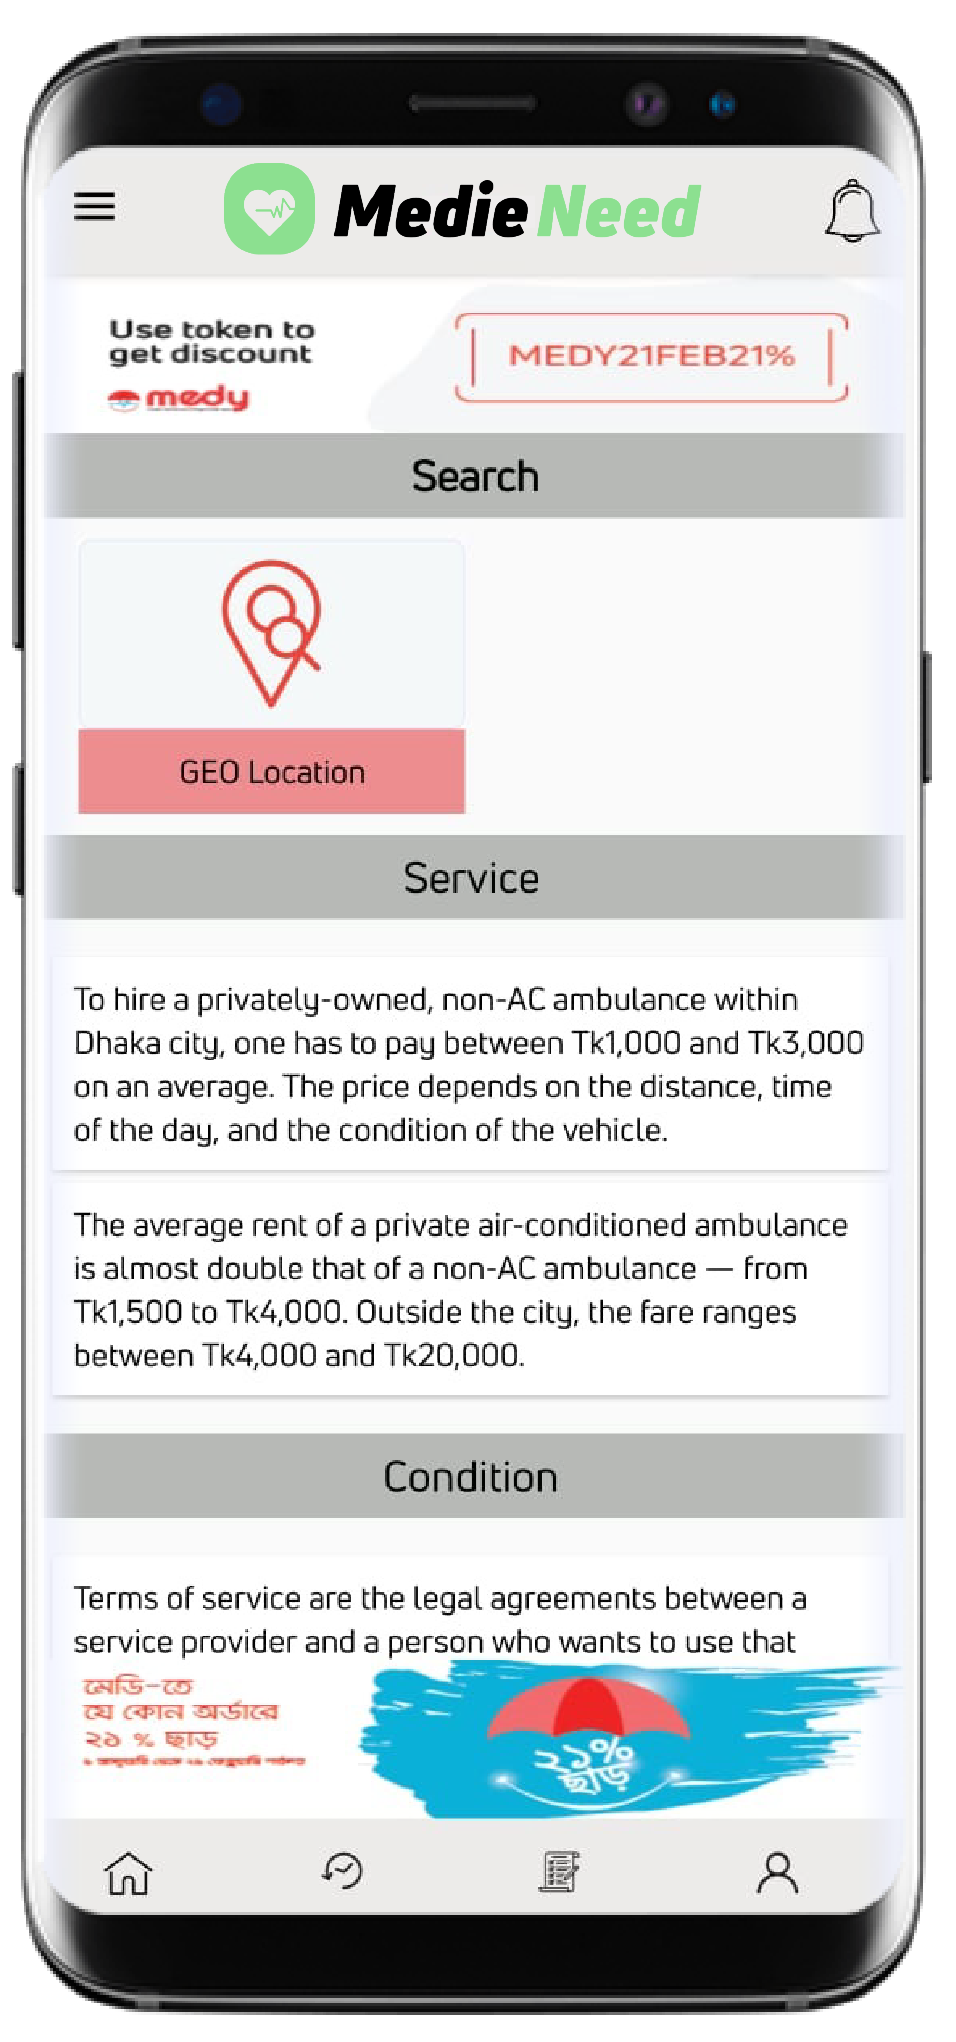 Medie Need
Use token to
get discount
medy
MEDY21FEB21%
Search
GEO Location
Service
To hire a privately-owned, non-AC ambulance within
Dhaka city, one has to pay between Tk1,000 and Tk3,000
on an average. The price depends on the distance, time
of the day, and the condition of the vehicle.
The average rent of a private air-conditioned ambulance
is almost double that of a non-AC ambulance — from
Tk1,500 to Tk4,000. Outside the city, the fare ranges
between Tk4,000 and Tk20,000.
Condition
Terms of service are the legal agreements between a
service provider and a person who wants to use that
মেডি-তে
যে কোন অর্ডারে
২১ % ছাড়
২১%
ছাড়